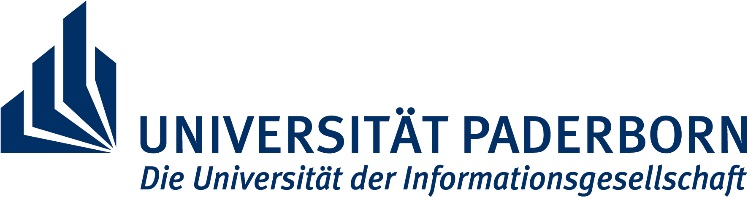 UNIVERSITÄT PADERBORN
Die Universität der Informationsgesellschaft